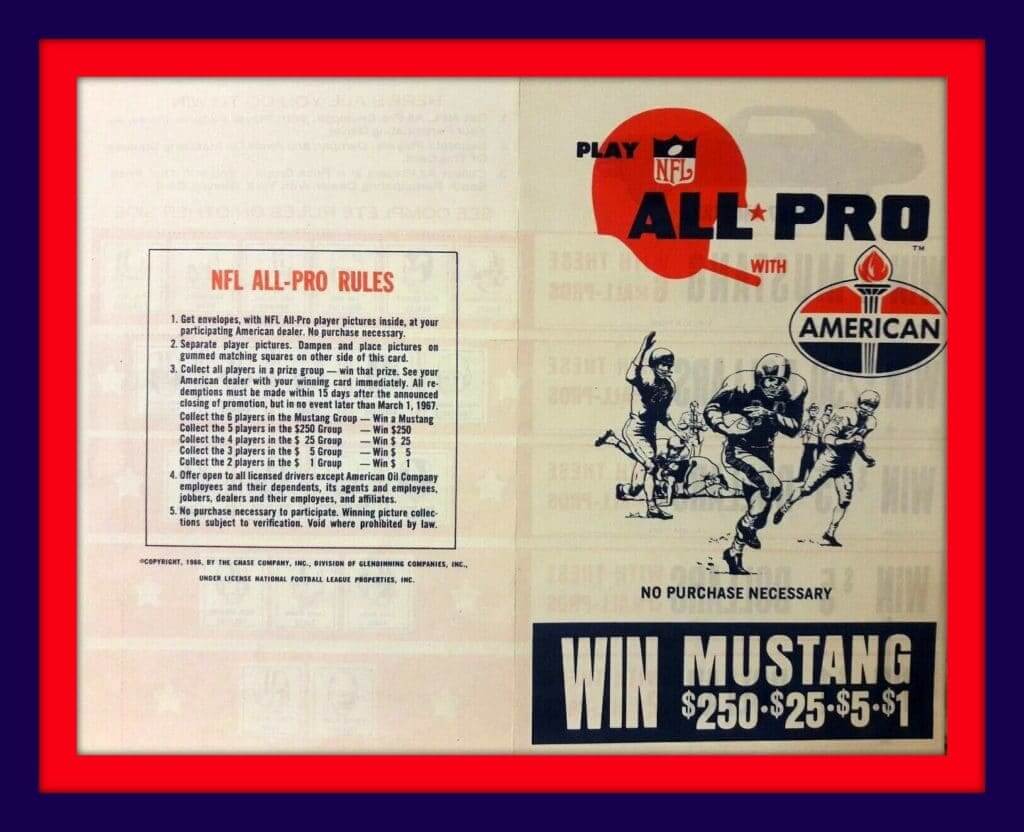 NFL ALL-PRO RULES
1. Get envelopes, with NFL All-Pro player pictures inside, at your
participating American dealer. No purchase necessary.
2. Separate player pictures. Dampen and place pictures on
gummed matching squares on other side of this card.
3. Collect all players in a prize group — win that prize. See your
American dealer with your winning card immediately. All re-
demptions must be made within 15 days after the announced
closing of promotion, but in no event later than March 1, 1967.
Collect the 6 players in the Mustang Group — Win a Mustang
Collect the 5 players in the $250 Group — Win $250
Collect the 4 players in the $ 25 Group — Win $ 25
Collect the 3 players in the $ 5 Group — Win $ 5
Collect the 2 players in the $ 1 Group — Win $ 1
4. Offer open to all licensed drivers except American Oil Company
employees and their dependents, its agents and employees,
jobbers, dealers and their employees, and affiliates.
5. No purchase necessary to participate. Winning picture collec-
tions subject to verification. Void where prohibited by law.
©COPYRIGHT, 1966, BY THE CHASE COMPANY, INC., DIVISION OF GLENDINNING COMPANIES, INC.,
UNDER LICENSE NATIONAL FOOTBALL LEAGUE PROPERTIES, INC.
PLAY NFL
ALL★PRO™
WITH
AMERICAN
NO PURCHASE NECESSARY
WIN MUSTANG
$250·$25·$5·$1